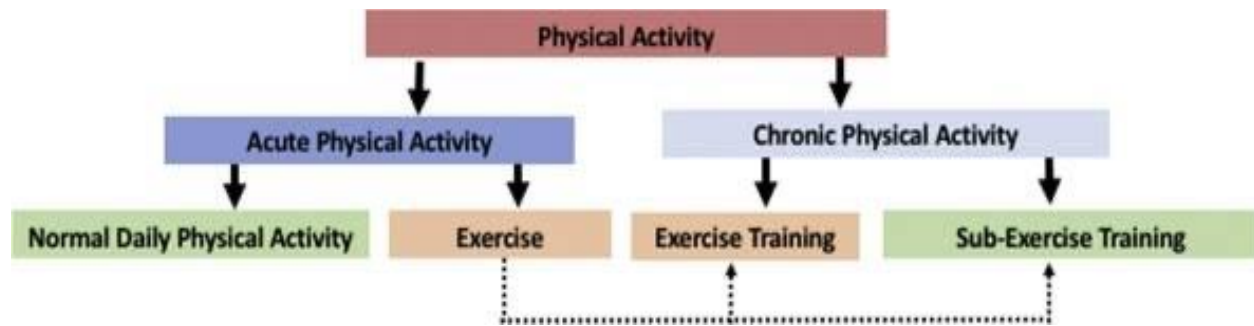 Physical Activity
Acute Physical Activity
Chronic Physical Activity
Normal Daily Physical Activity
Exercise
Exercise Training
Sub-Exercise Training